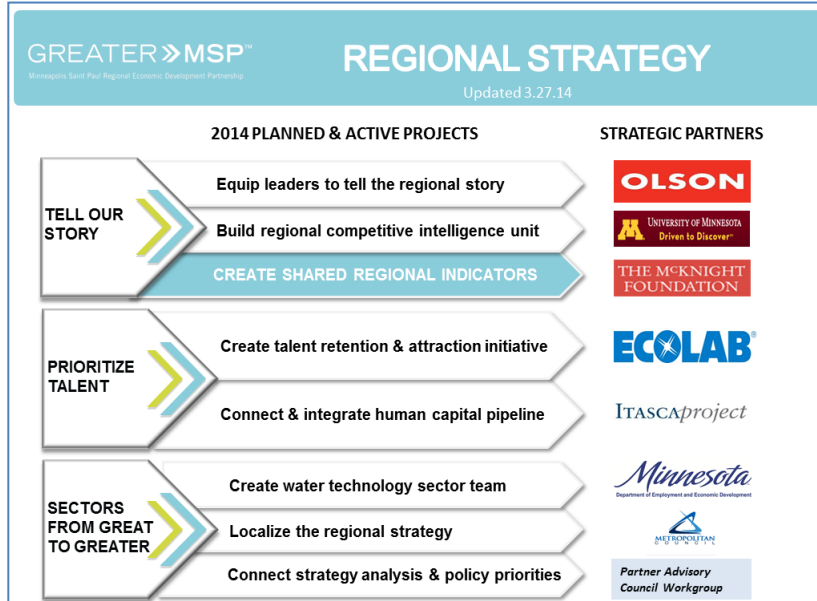 GREATER»MSP™
Minneapolis Saint Paul Regional Economic Development Partnership
REGIONAL STRATEGY
Updated 3.27.14
2014 PLANNED & ACTIVE PROJECTS
STRATEGIC PARTNERS
TELL OUR
STORY
Equip leaders to tell the regional story
Build regional competitive intelligence unit
CREATE SHARED REGIONAL INDICATORS
OLSON
M UNIVERSITY OF MINNESOTA
Driven to Discover℠
THE MCKNIGHT
FOUNDATION
PRIORITIZE
TALENT
Create talent retention & attraction initiative
Connect & integrate human capital pipeline
ECOLAB®
ITASCAproject
SECTORS
FROM GREAT
TO GREATER
Create water technology sector team
Localize the regional strategy
Connect strategy analysis & policy priorities
Minnesota
Department of Employment and Economic Development
METROPOLITAN
COUNCIL
Partner Advisory
Council Workgroup